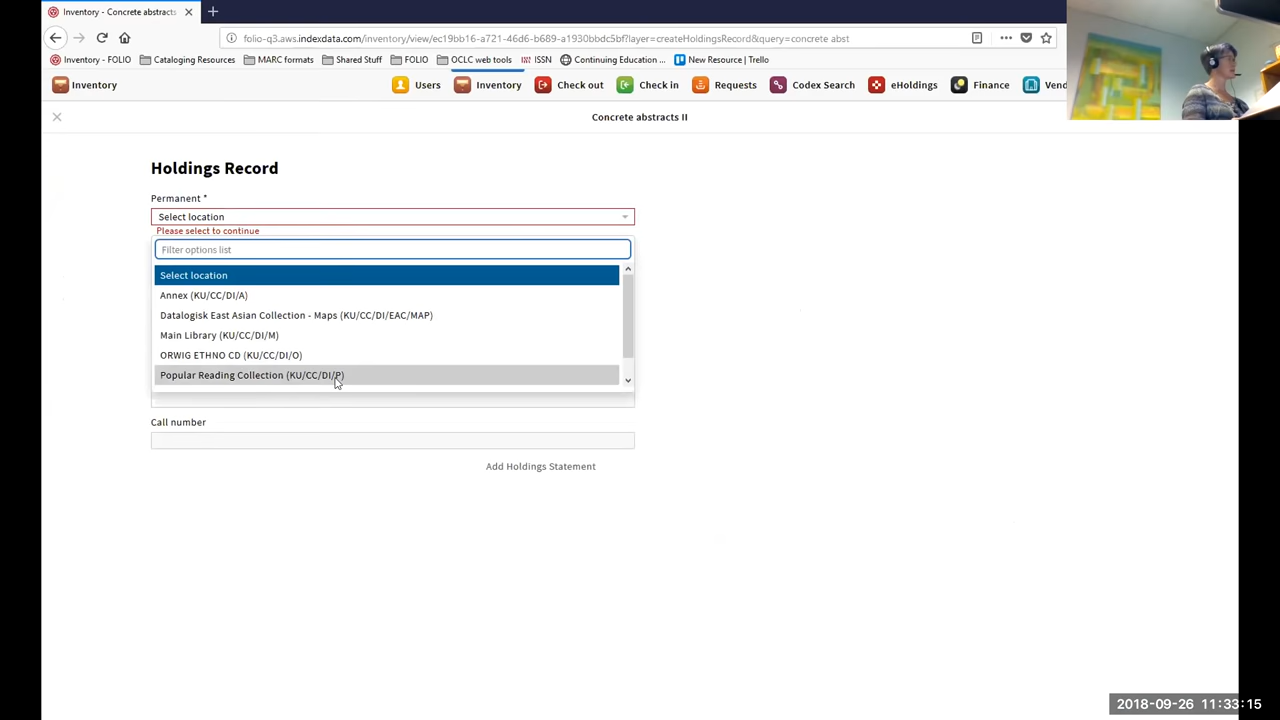 Inventory - Concrete abstracts
folio-q3.aws.indexdata.com/inventory/view/ec19bb16-a721-46d6-b689-a1930bbdc5bf?layer=createHoldingsRecord&query=concrete abst
Inventory - FOLIO Cataloging Resources MARC formats Shared Stuff FOLIO OCLC web tools ISSN Continuing Education ... New Resource | Trello
Inventory Users Inventory Check out Check in Requests Codex Search eHoldings Finance Vend
Concrete abstracts II
Holdings Record
Permanent *
Select location
Please select to continue
Filter options list
Select location
Annex (KU/CC/DI/A)
Datalogisk East Asian Collection - Maps (KU/CC/DI/EAC/MAP)
Main Library (KU/CC/DI/M)
ORWIG ETHNO CD (KU/CC/DI/O)
Popular Reading Collection (KU/CC/DI/P)
Call number
Add Holdings Statement
2018-09-26 11:33:15